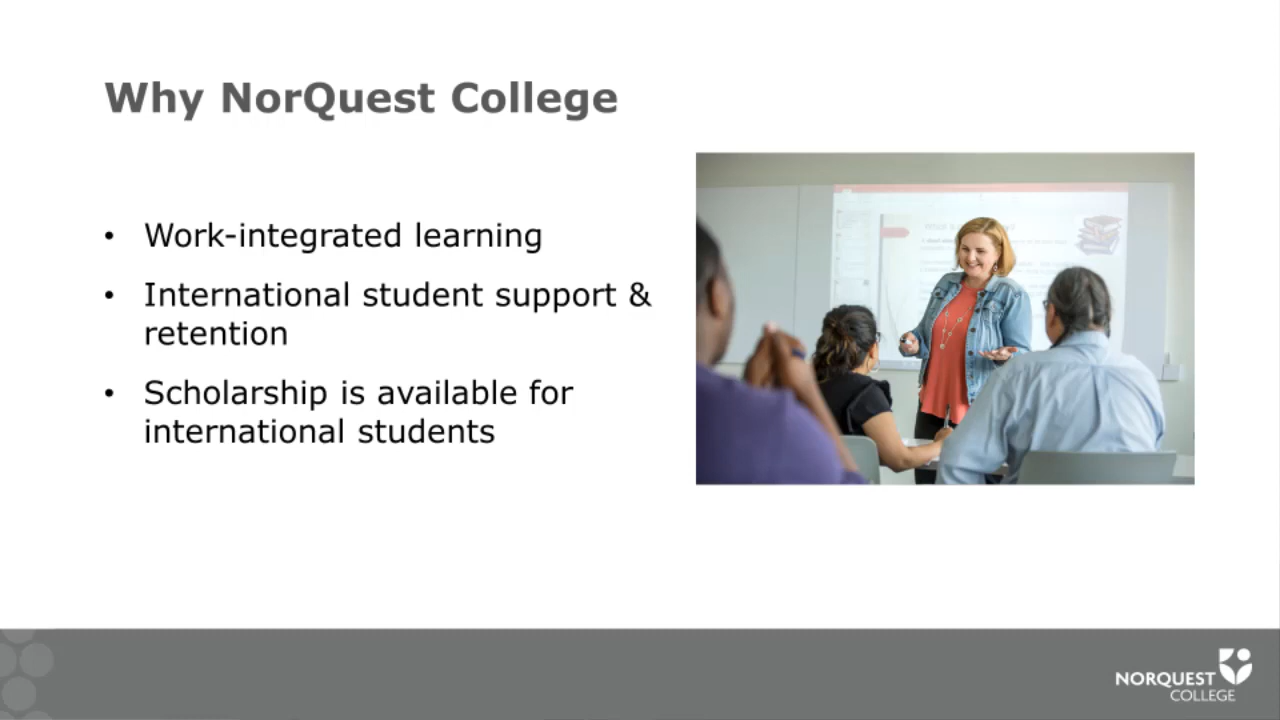 Why NorQuest College
• Work-integrated learning
• International student support &
retention
• Scholarship is available for
international students
NORQUEST
COLLEGE